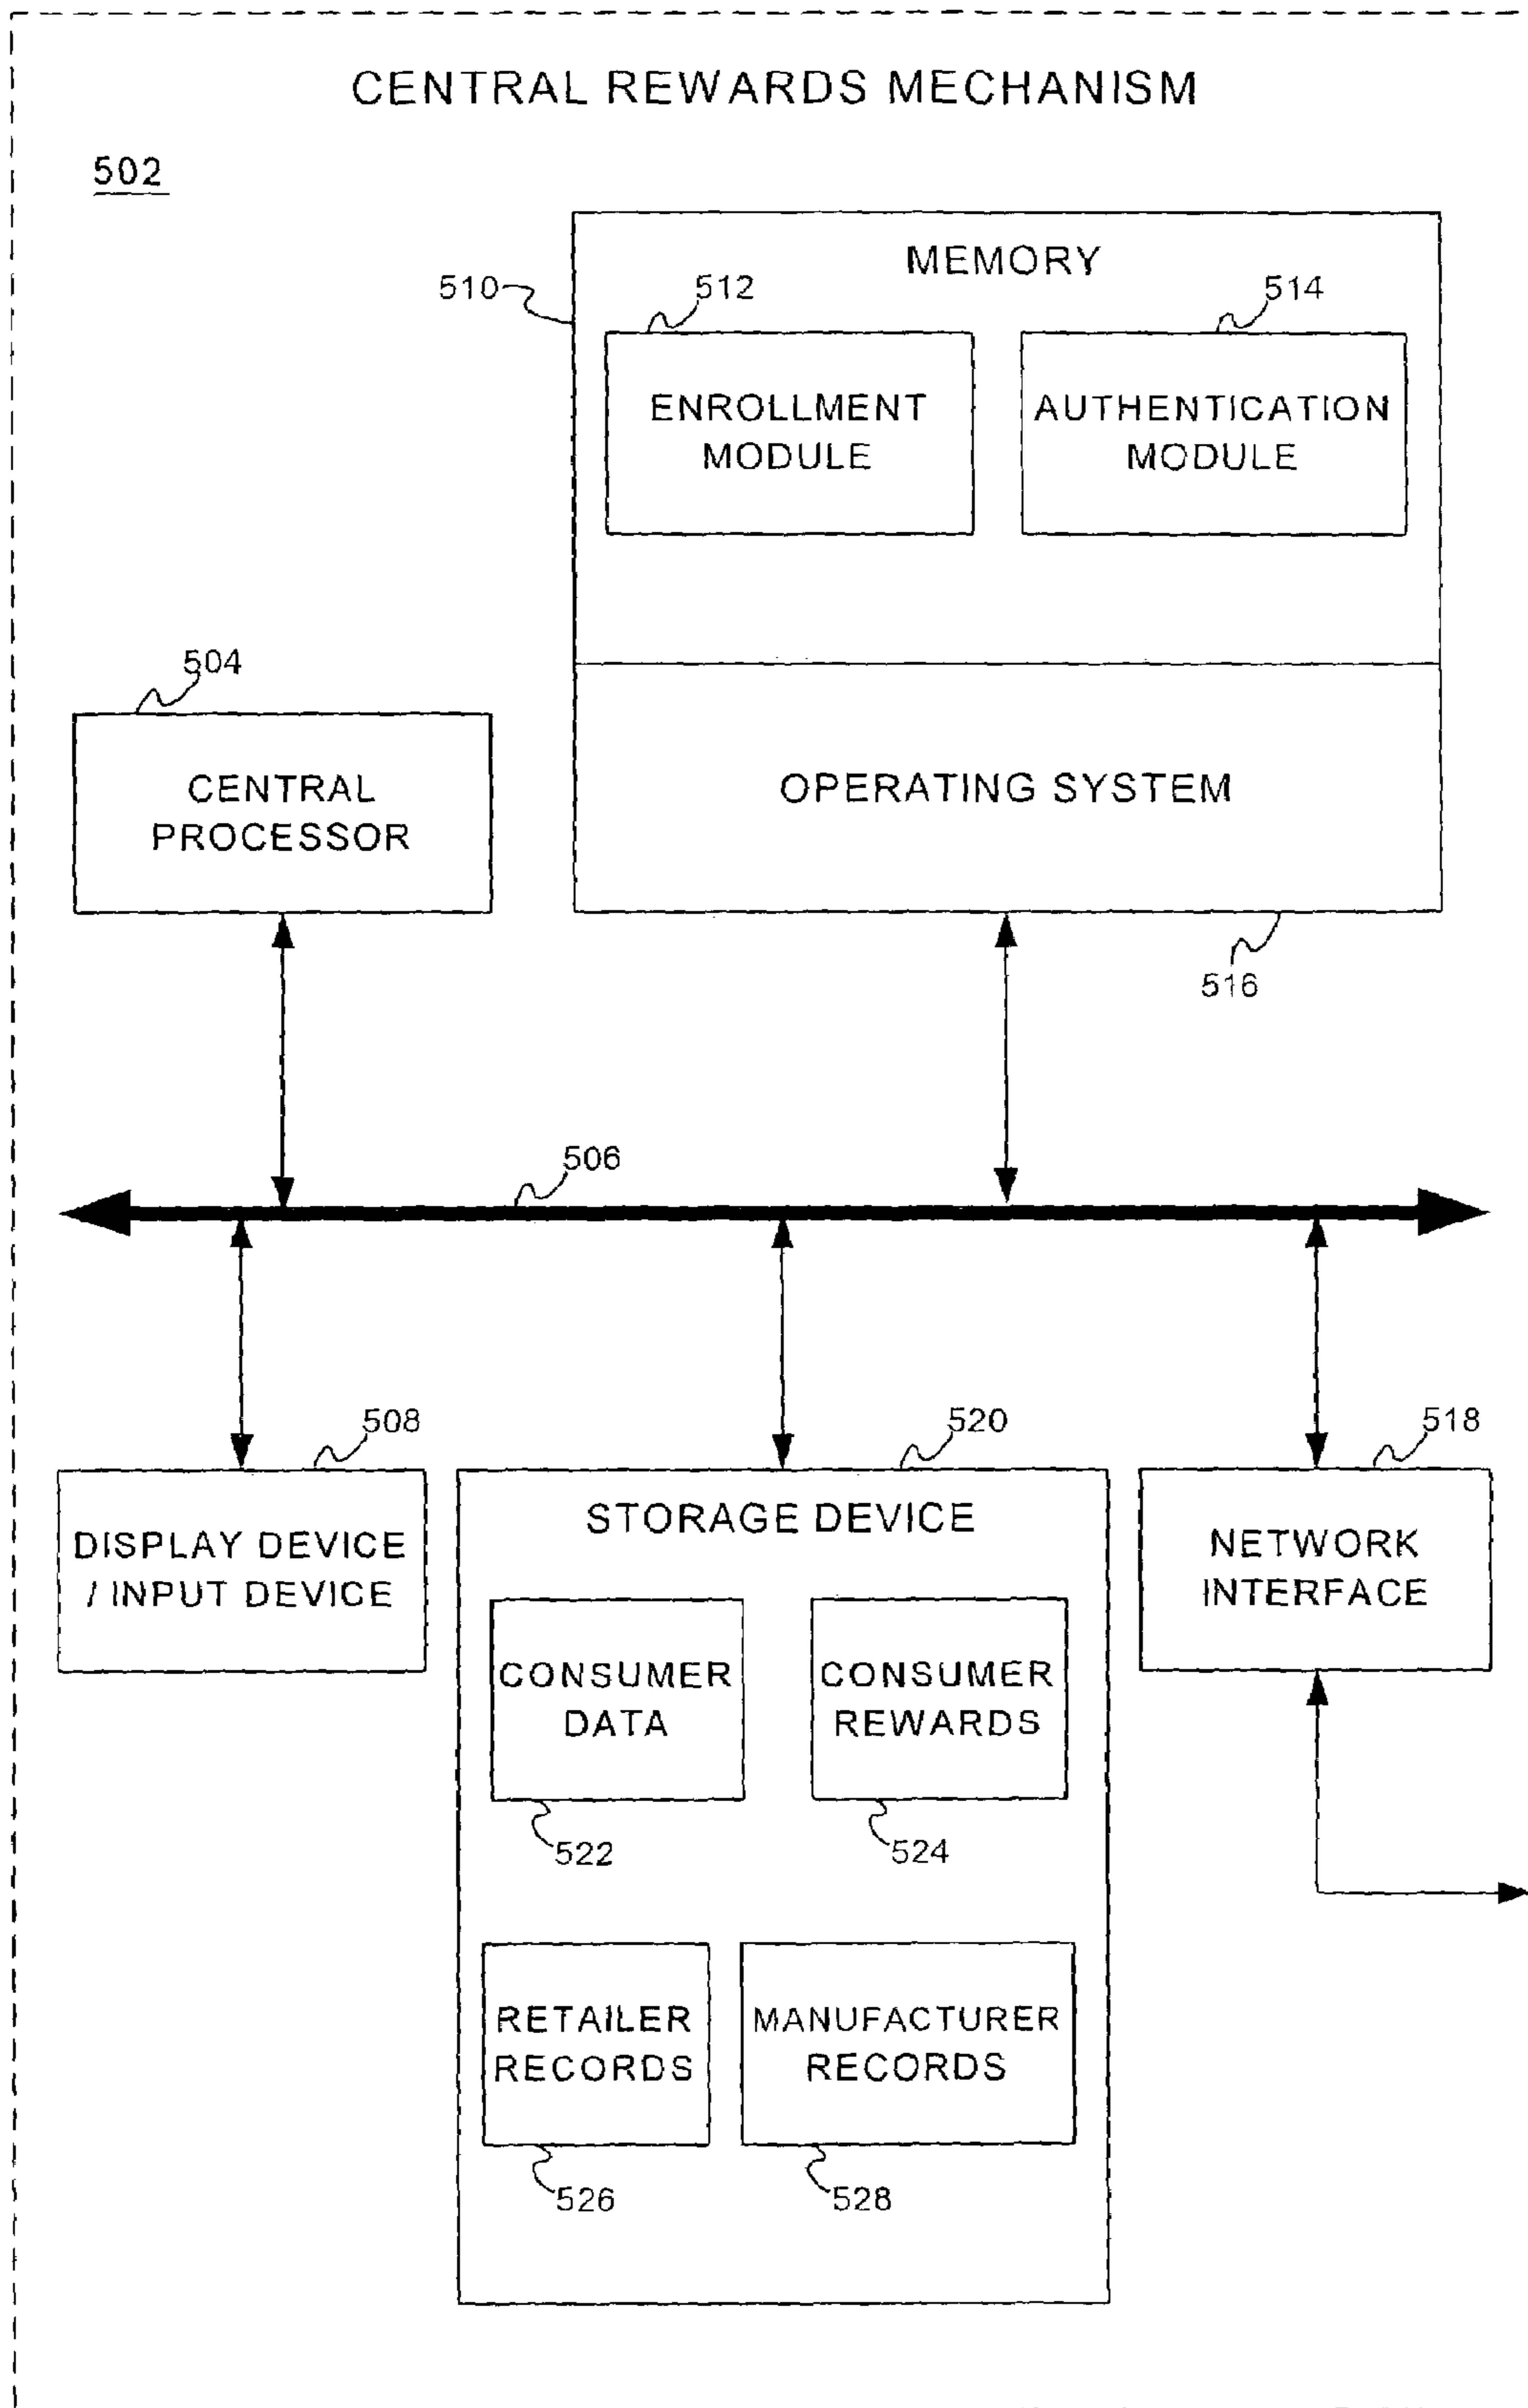 CENTRAL REWARDS MECHANISM
502
MEMORY
510
512
514
ENROLLMENT
MODULE
AUTHENTICATION
MODULE
504
CENTRAL
PROCESSOR
OPERATING SYSTEM
516
506
508
520
518
DISPLAY DEVICE
/ INPUT DEVICE
STORAGE DEVICE
NETWORK
INTERFACE
CONSUMER
DATA
CONSUMER
REWARDS
522
524
RETAILER
RECORDS
MANUFACTURER
RECORDS
526
528